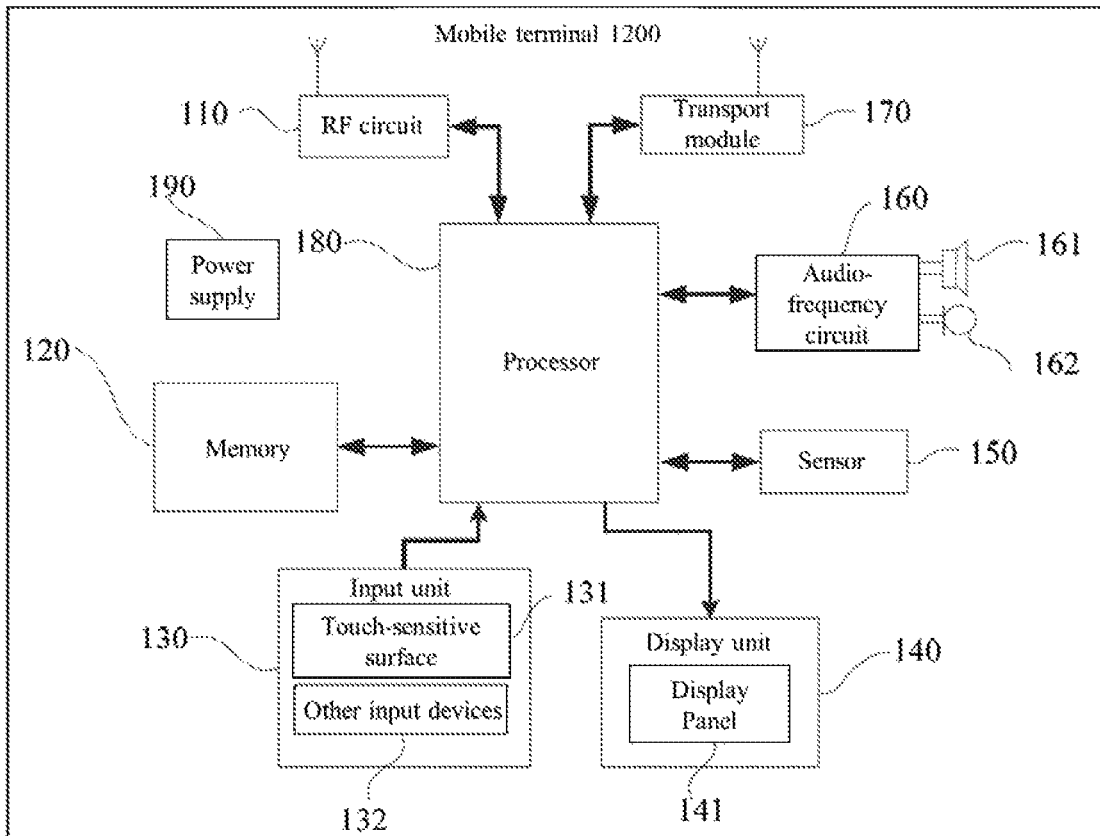 Mobile terminal 1200
110
RF circuit
Transport
module
170
190
Power
supply
180
Processor
160
Audio-
frequency
circuit
161
162
120
Memory
Sensor
150
Input unit
130
Touch-sensitive
surface
131
Other input devices
132
Display unit
140
Display
Panel
141